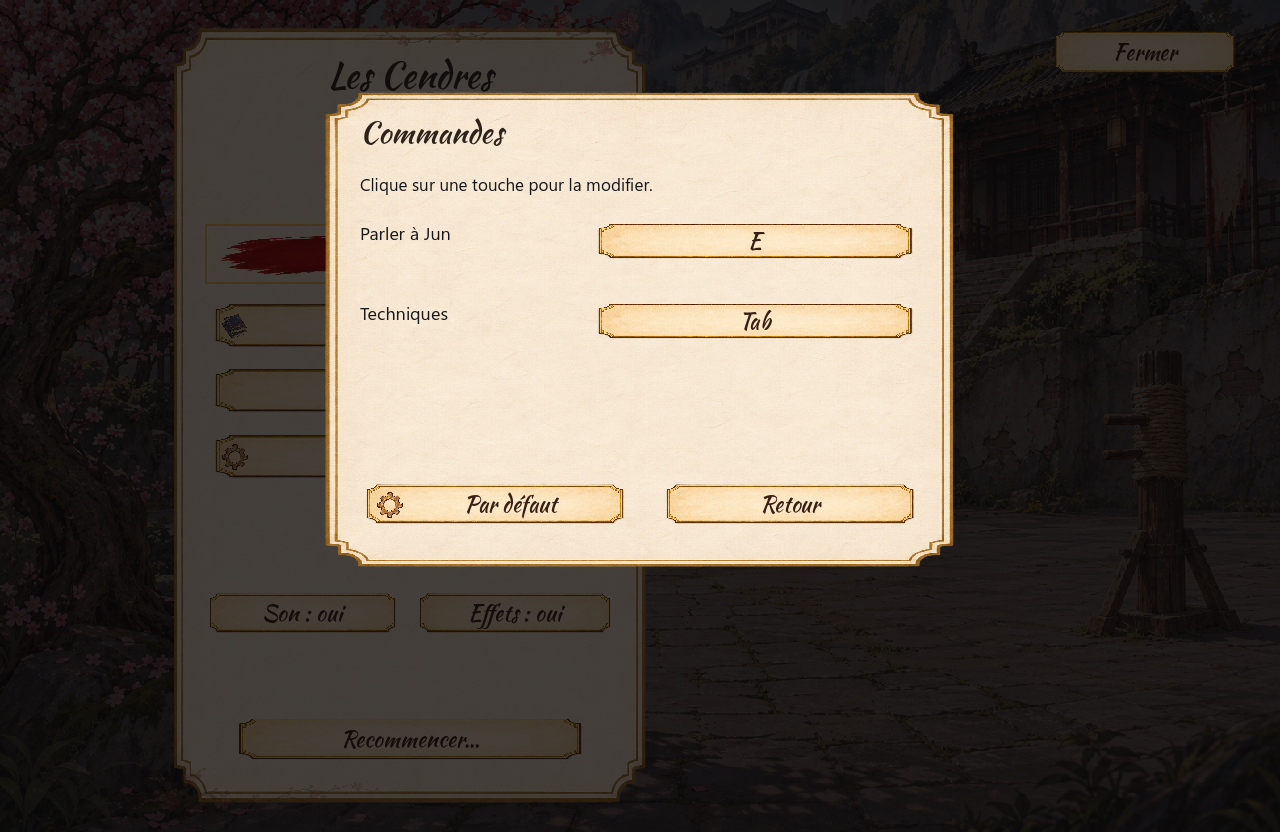 Les Cendres
Fermer
Commandes
Clique sur une touche pour la modifier.
Parler à Jun
E
Techniques
Tab
Par défaut
Retour
Son : oui
Effets : oui
Recommencer...